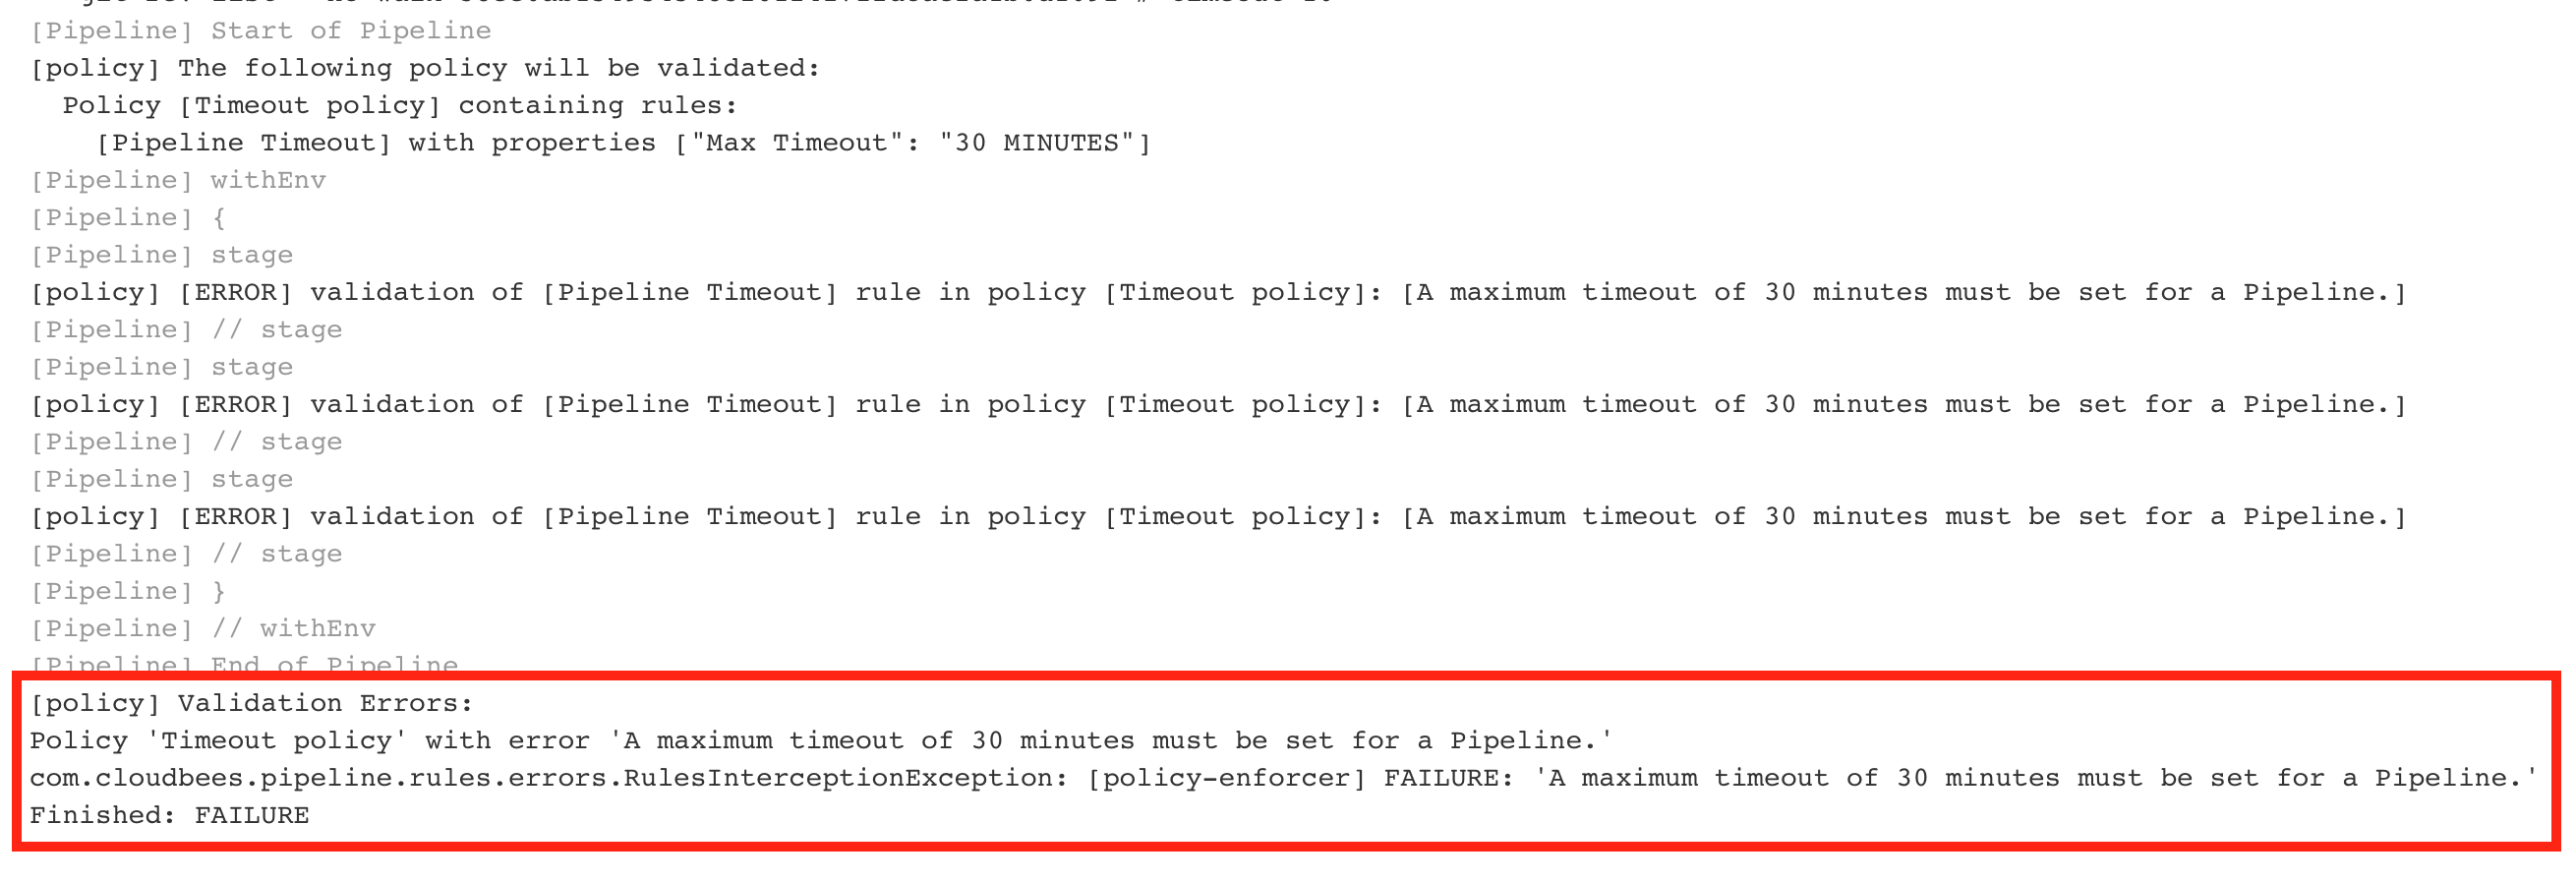 [Pipeline] Start of Pipeline
[policy] The following policy will be validated:
  Policy [Timeout policy] containing rules:
    [Pipeline Timeout] with properties ["Max Timeout": "30 MINUTES"]
[Pipeline] withEnv
[Pipeline] {
[Pipeline] stage
[policy] [ERROR] validation of [Pipeline Timeout] rule in policy [Timeout policy]: [A maximum timeout of 30 minutes must be set for a Pipeline.]
[Pipeline] // stage
[Pipeline] stage
[policy] [ERROR] validation of [Pipeline Timeout] rule in policy [Timeout policy]: [A maximum timeout of 30 minutes must be set for a Pipeline.]
[Pipeline] // stage
[Pipeline] stage
[policy] [ERROR] validation of [Pipeline Timeout] rule in policy [Timeout policy]: [A maximum timeout of 30 minutes must be set for a Pipeline.]
[Pipeline] // stage
[Pipeline] }
[Pipeline] // withEnv
[Pipeline] End of Pipeline
[policy] Validation Errors:
Policy 'Timeout policy' with error 'A maximum timeout of 30 minutes must be set for a Pipeline.'
com.cloudbees.pipeline.rules.errors.RulesInterceptionException: [policy-enforcer] FAILURE: 'A maximum timeout of 30 minutes must be set for a Pipeline.'
Finished: FAILURE